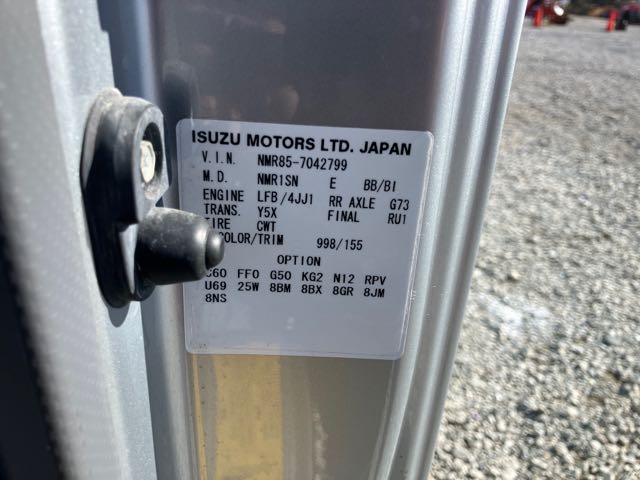 ISUZU MOTORS LTD. JAPAN
V.I.N. NMR85-7042799
M.D. NMR1SN E BB/BI
ENGINE LFB/4JJ1 RR AXLE G73
TRANS. Y5X FINAL RU1
TIRE CWT
COLOR/TRIM 998/155
OPTION
FF0 G50 KG2 N12 RPV
U69 25W 8BM 8BX 8GR 8JM
8NS